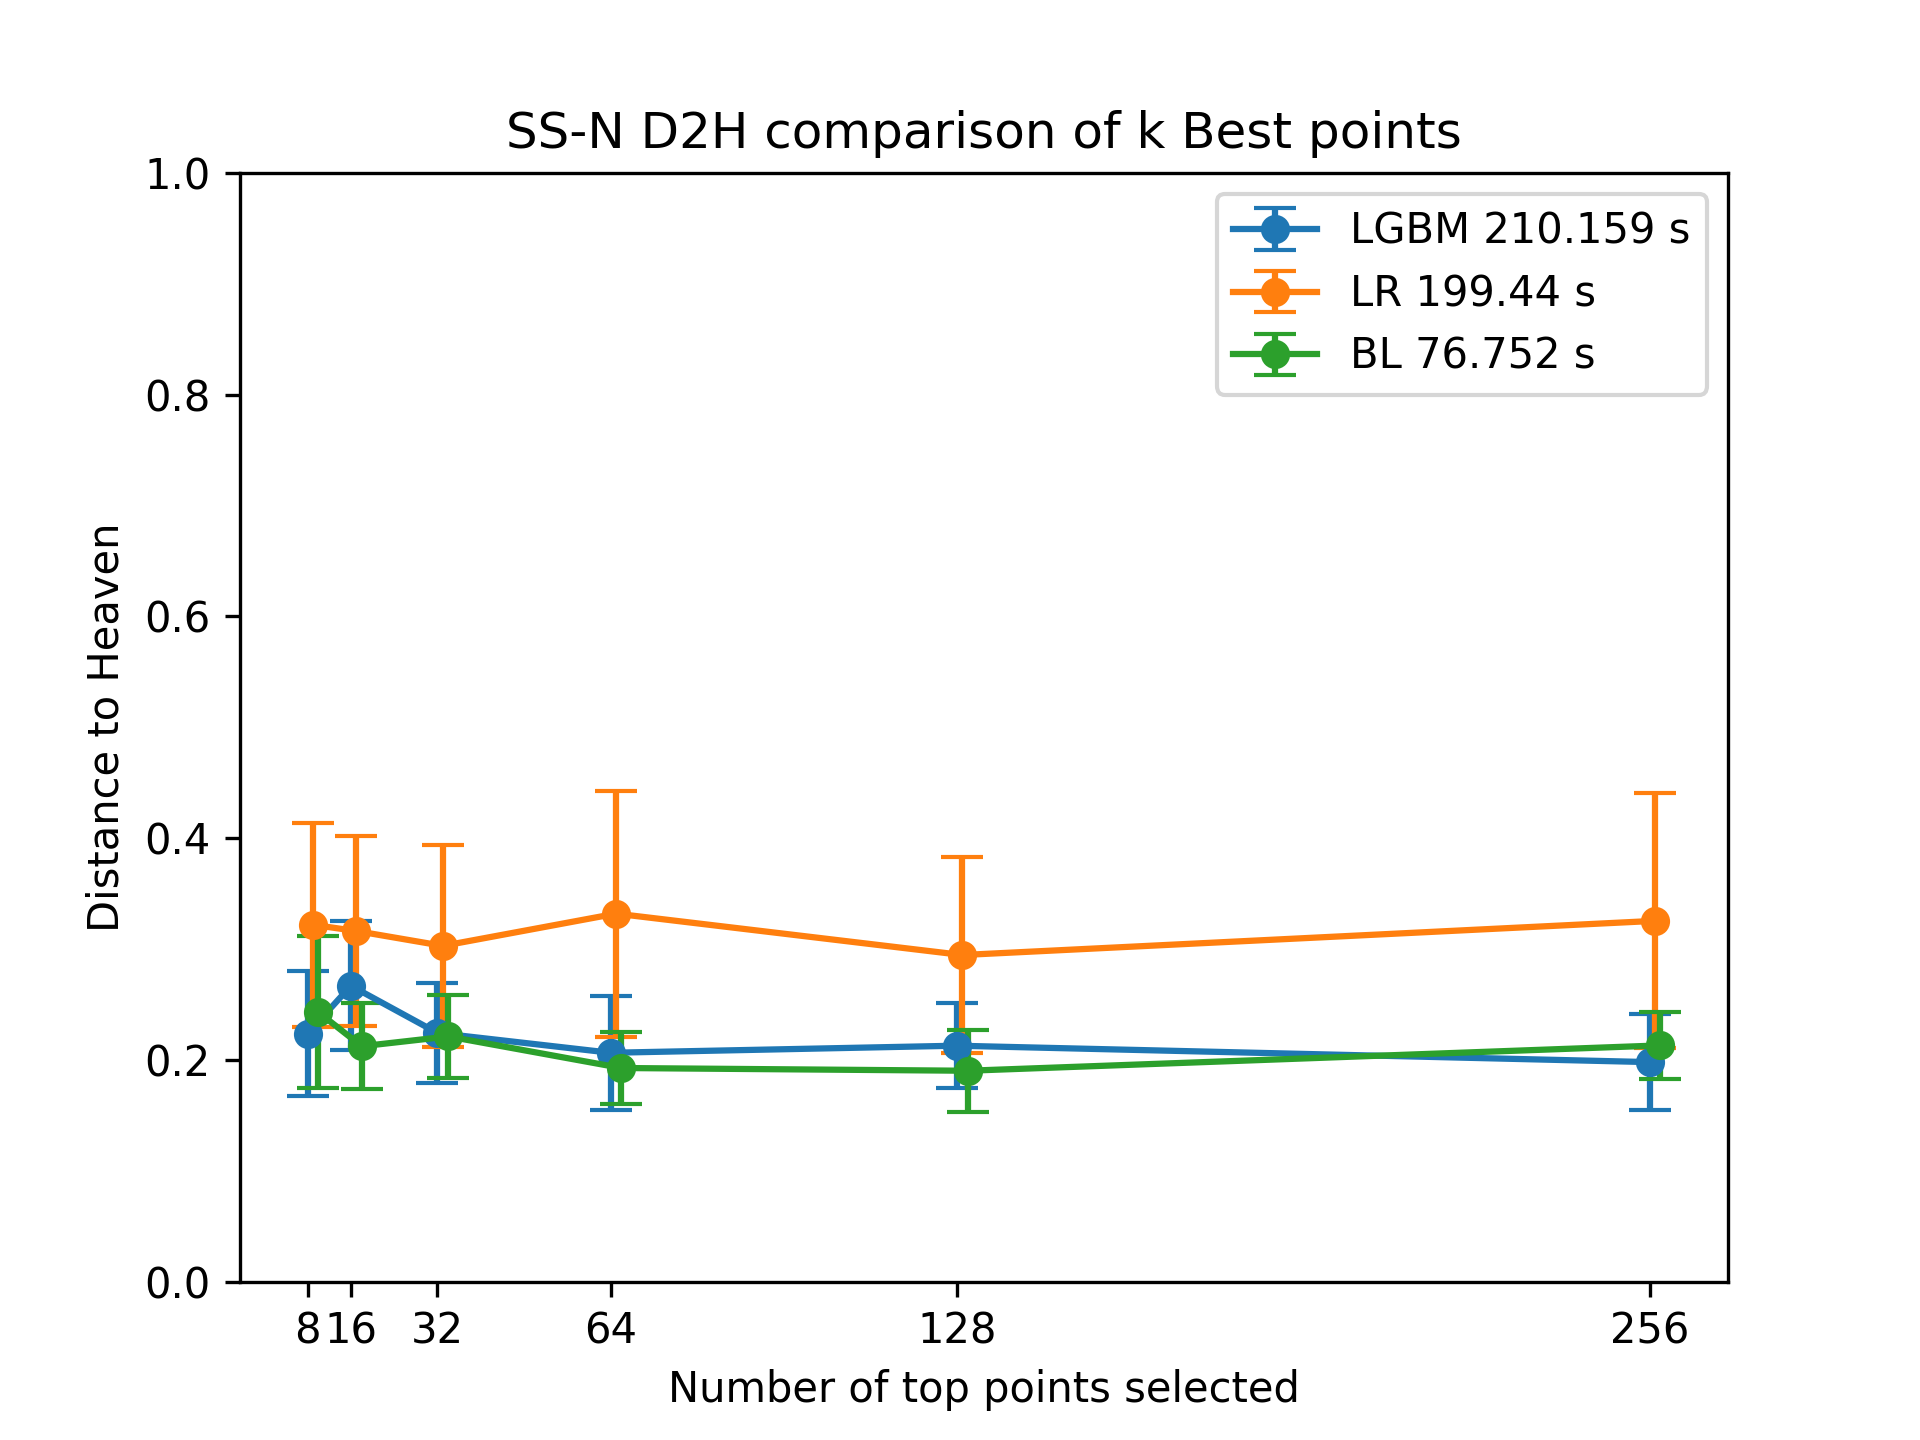 SS-N D2H comparison of k Best points
1.0
0.8
0.6
0.4
0.2
0.0
Distance to Heaven
LGBM 210.159 s
LR 199.44 s
BL 76.752 s
8 16 32 64 128 256
Number of top points selected